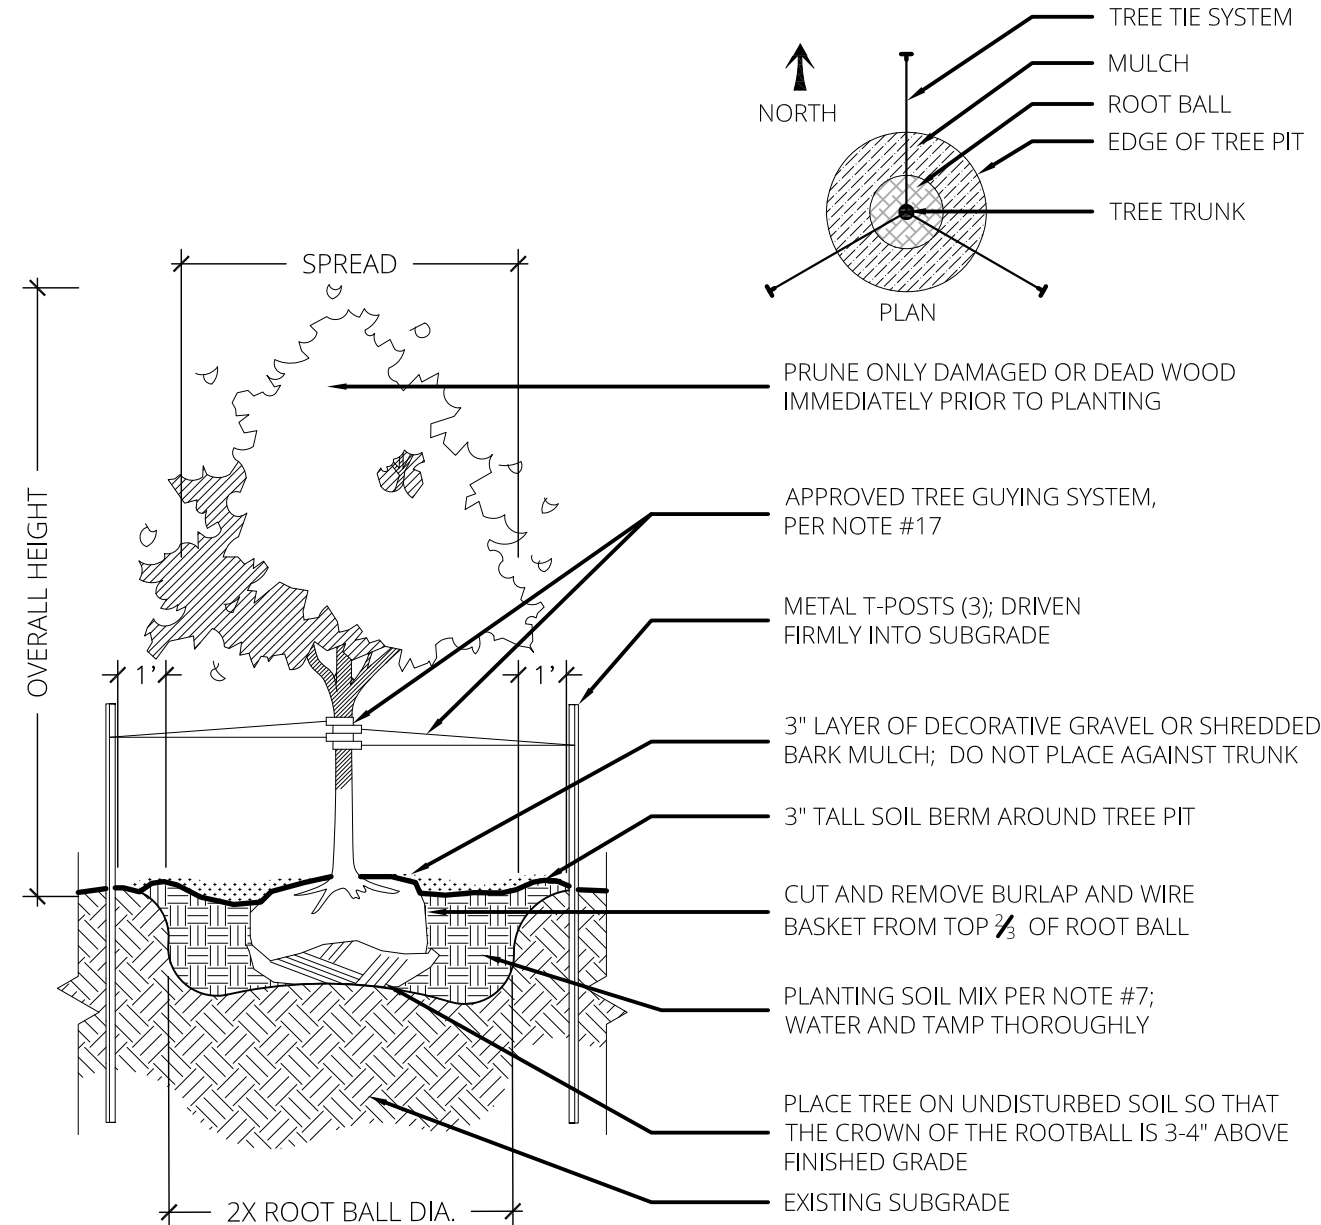 TREE TIE SYSTEM
MULCH
ROOT BALL
EDGE OF TREE PIT
TREE TRUNK
NORTH
PLAN
SPREAD
OVERALL HEIGHT
PRUNE ONLY DAMAGED OR DEAD WOOD
IMMEDIATELY PRIOR TO PLANTING
APPROVED TREE GUYING SYSTEM,
PER NOTE #17
METAL T-POSTS (3); DRIVEN
FIRMLY INTO SUBGRADE
1'
1'
3" LAYER OF DECORATIVE GRAVEL OR SHREDDED
BARK MULCH; DO NOT PLACE AGAINST TRUNK
3" TALL SOIL BERM AROUND TREE PIT
CUT AND REMOVE BURLAP AND WIRE
BASKET FROM TOP 2/3 OF ROOT BALL
PLANTING SOIL MIX PER NOTE #7;
WATER AND TAMP THOROUGHLY
PLACE TREE ON UNDISTURBED SOIL SO THAT
THE CROWN OF THE ROOTBALL IS 3-4" ABOVE
FINISHED GRADE
EXISTING SUBGRADE
2X ROOT BALL DIA.